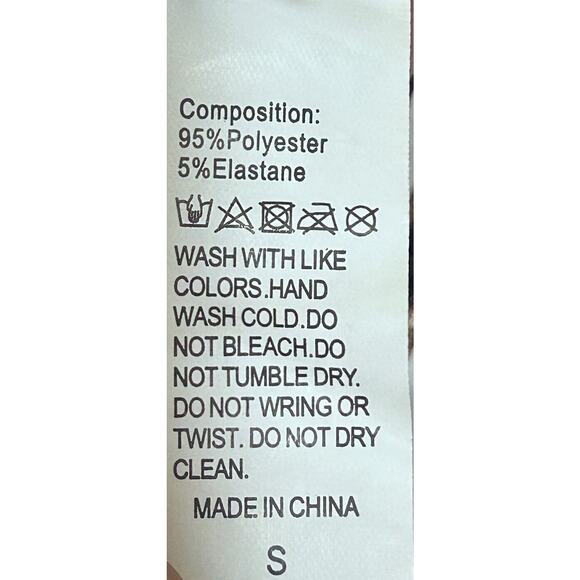 Composition:
95%Polyester
5%Elastane
WASH WITH LIKE
COLORS.HAND
WASH COLD.DO
NOT BLEACH.DO
NOT TUMBLE DRY.
DO NOT WRING OR
TWIST. DO NOT DRY
CLEAN.
MADE IN CHINA
S